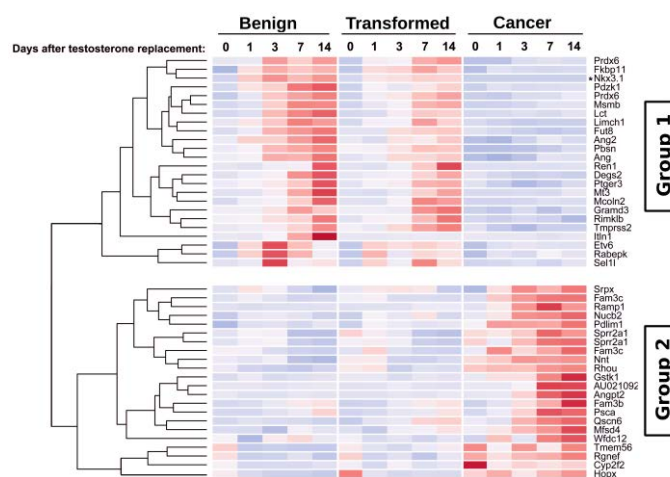 Benign Transformed Cancer
Days after testosterone replacement: 0 1 3 7 14 0 1 3 7 14 0 1 3 7 14
Prdx6
Fkbp11
*Nkx3.1
Pdzk1
Prdx6
Msmb
Lct
Limch1
Fut8
Ang2
Pbsn
Ang
Ren1
Degs2
Ptger3
Mt3
Mcoln2
Gramd3
Rimklb
Tmprss2
Itln1
Etv6
Rabepk
Sel1l
Group 1
Srpx
Fam3c
Ramp1
Nucb2
Pdlim1
Sprr2a1
Sprr2a1
Fam3c
Nnt
Rhou
Gstk1
AU021092
Angpt2
Fam3b
Psca
Qscn6
Mfsd4
Wfdc12
Tmem56
Rgnef
Cyp2f2
Hopx
Group 2